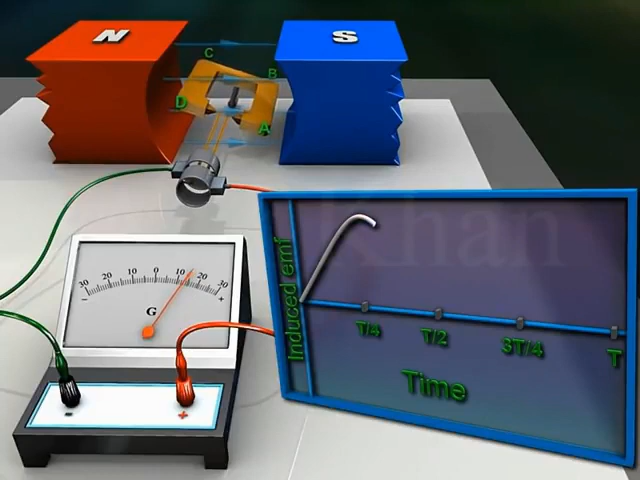 N
S
C
B
D
A
Khan
30 20 10 0 10 20 30
- +
G
- +
Induced emf
T/4
T/2
3T/4
T
Time